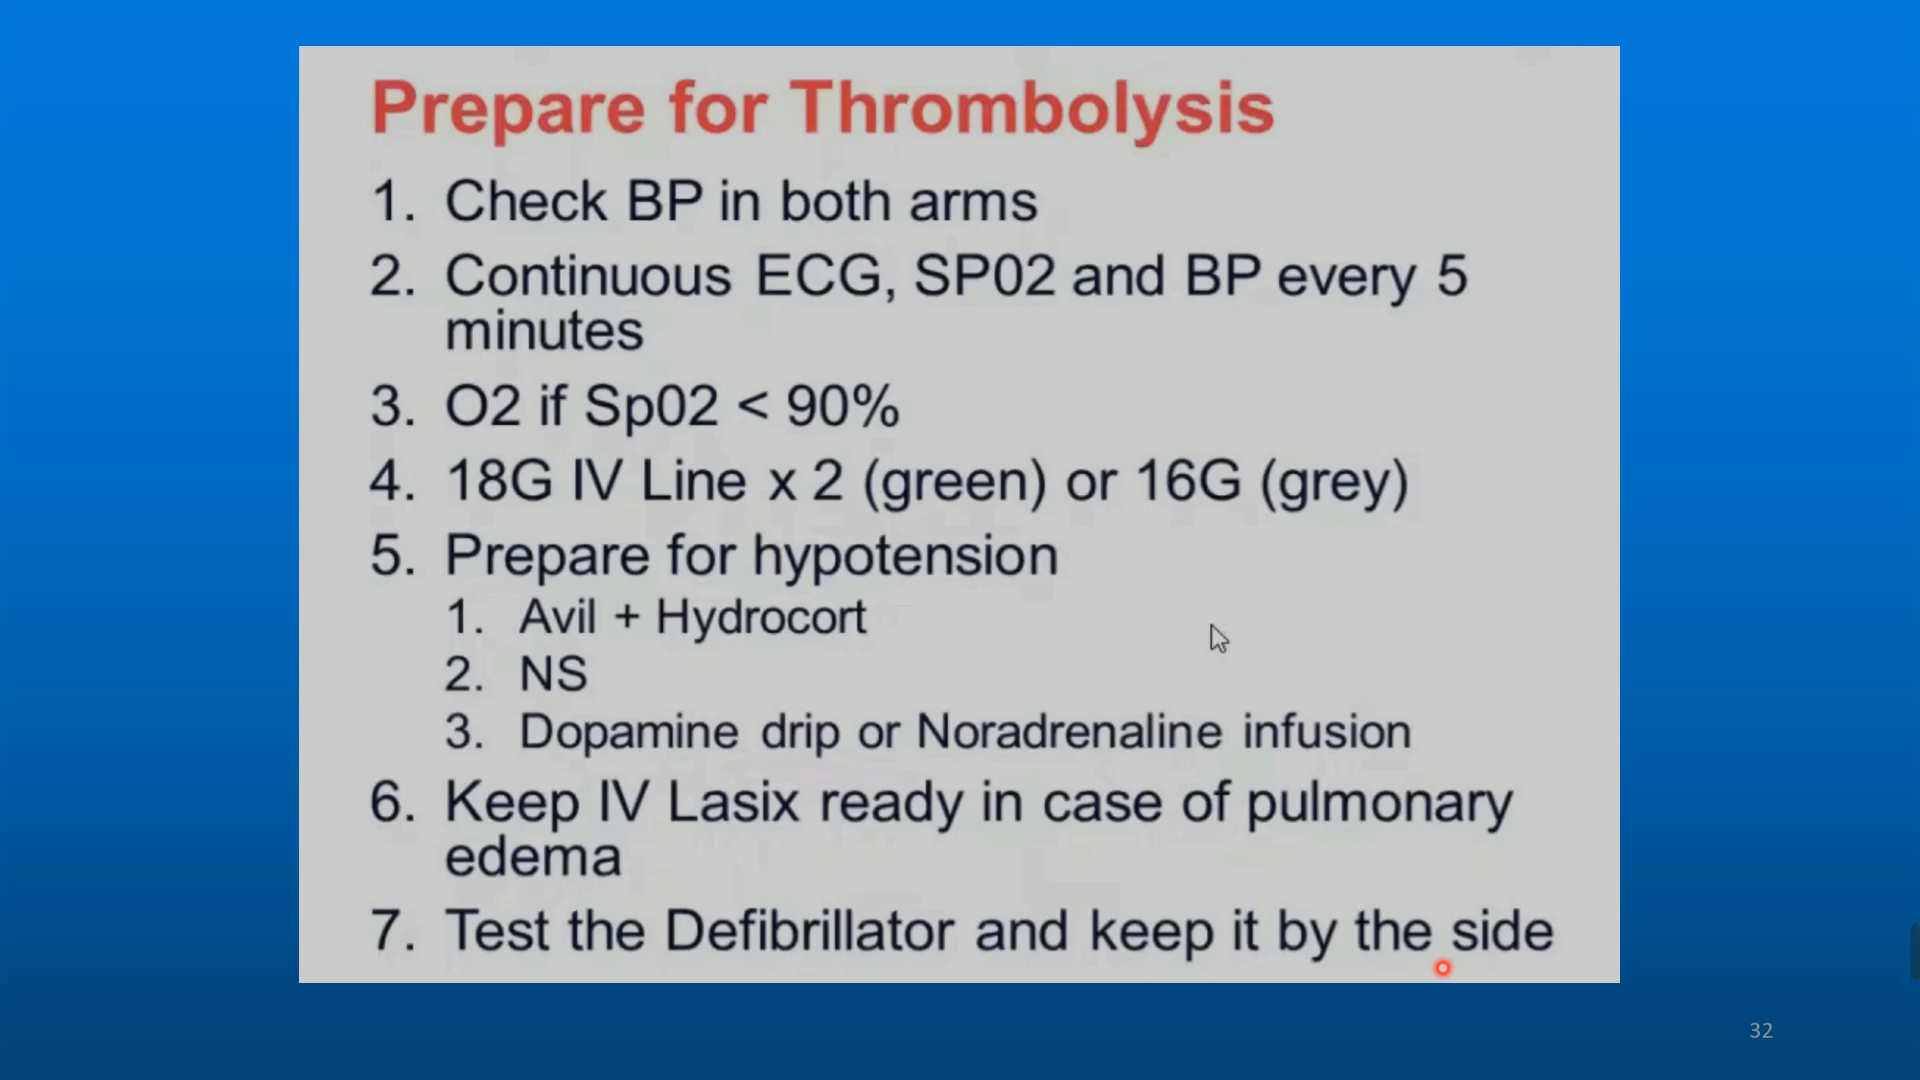 Prepare for Thrombolysis
1. Check BP in both arms
2. Continuous ECG, SP02 and BP every 5
minutes
3. O2 if Sp02 < 90%
4. 18G IV Line x 2 (green) or 16G (grey)
5. Prepare for hypotension
1. Avil + Hydrocort
2. NS
3. Dopamine drip or Noradrenaline infusion
6. Keep IV Lasix ready in case of pulmonary
edema
7. Test the Defibrillator and keep it by the side
32